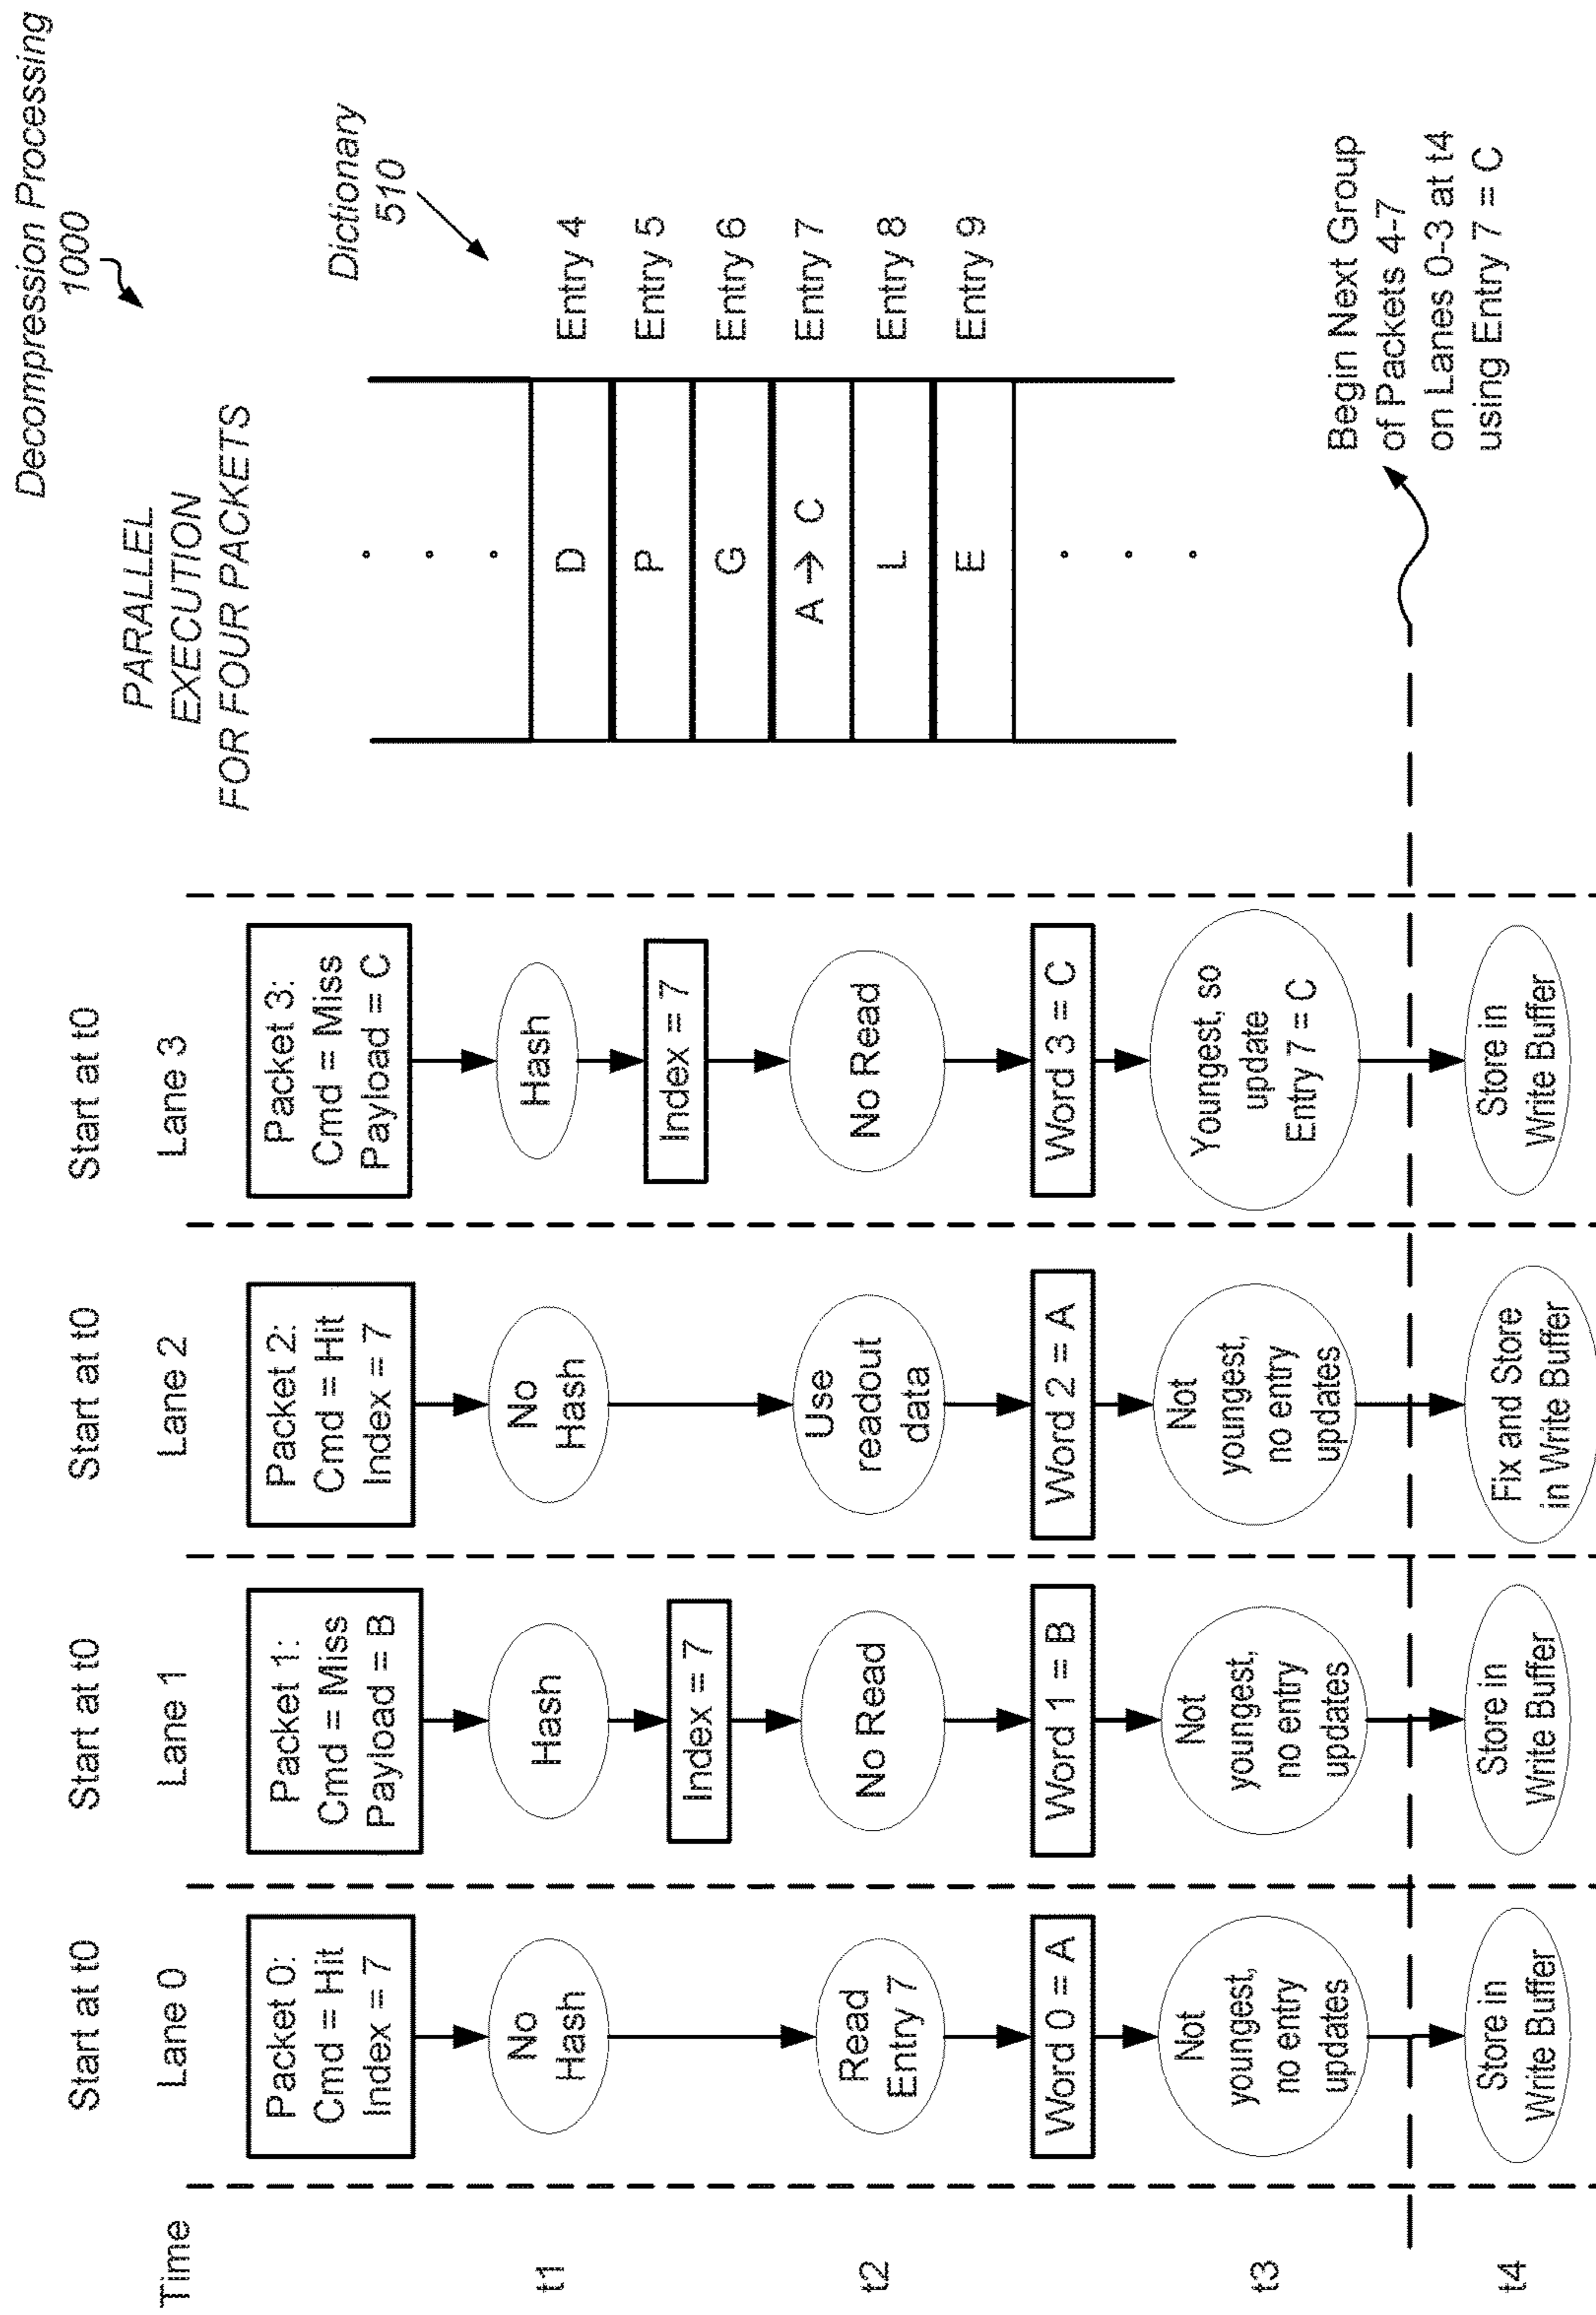 Decompression Processing
1000
PARALLEL
EXECUTION
FOR FOUR PACKETS
Dictionary
510
Start at t0
Start at t0
Start at t0
Start at t0
Time
Lane 0
Lane 1
Lane 2
Lane 3
Packet 0:
Cmd = Hit
Index = 7
Packet 1:
Cmd = Miss
Payload = B
Packet 2:
Cmd = Hit
Index = 7
Packet 3:
Cmd = Miss
Payload = C
t1
No
Hash
Hash
No
Hash
Hash
Index = 7
Index = 7
t2
Read
Entry 7
No Read
Use
readout
data
No Read
Word 0 = A
Word 1 = B
Word 2 = A
Word 3 = C
t3
Not
youngest,
no entry
updates
Not
youngest,
no entry
updates
Not
youngest,
no entry
updates
Youngest, so
update
Entry 7 = C
t4
Store in
Write Buffer
Store in
Write Buffer
Fix and Store
in Write Buffer
Store in
Write Buffer
D
Entry 4
P
Entry 5
G
Entry 6
A → C
Entry 7
L
Entry 8
E
Entry 9
Begin Next Group
of Packets 4-7
on Lanes 0-3 at t4
using Entry 7 = C